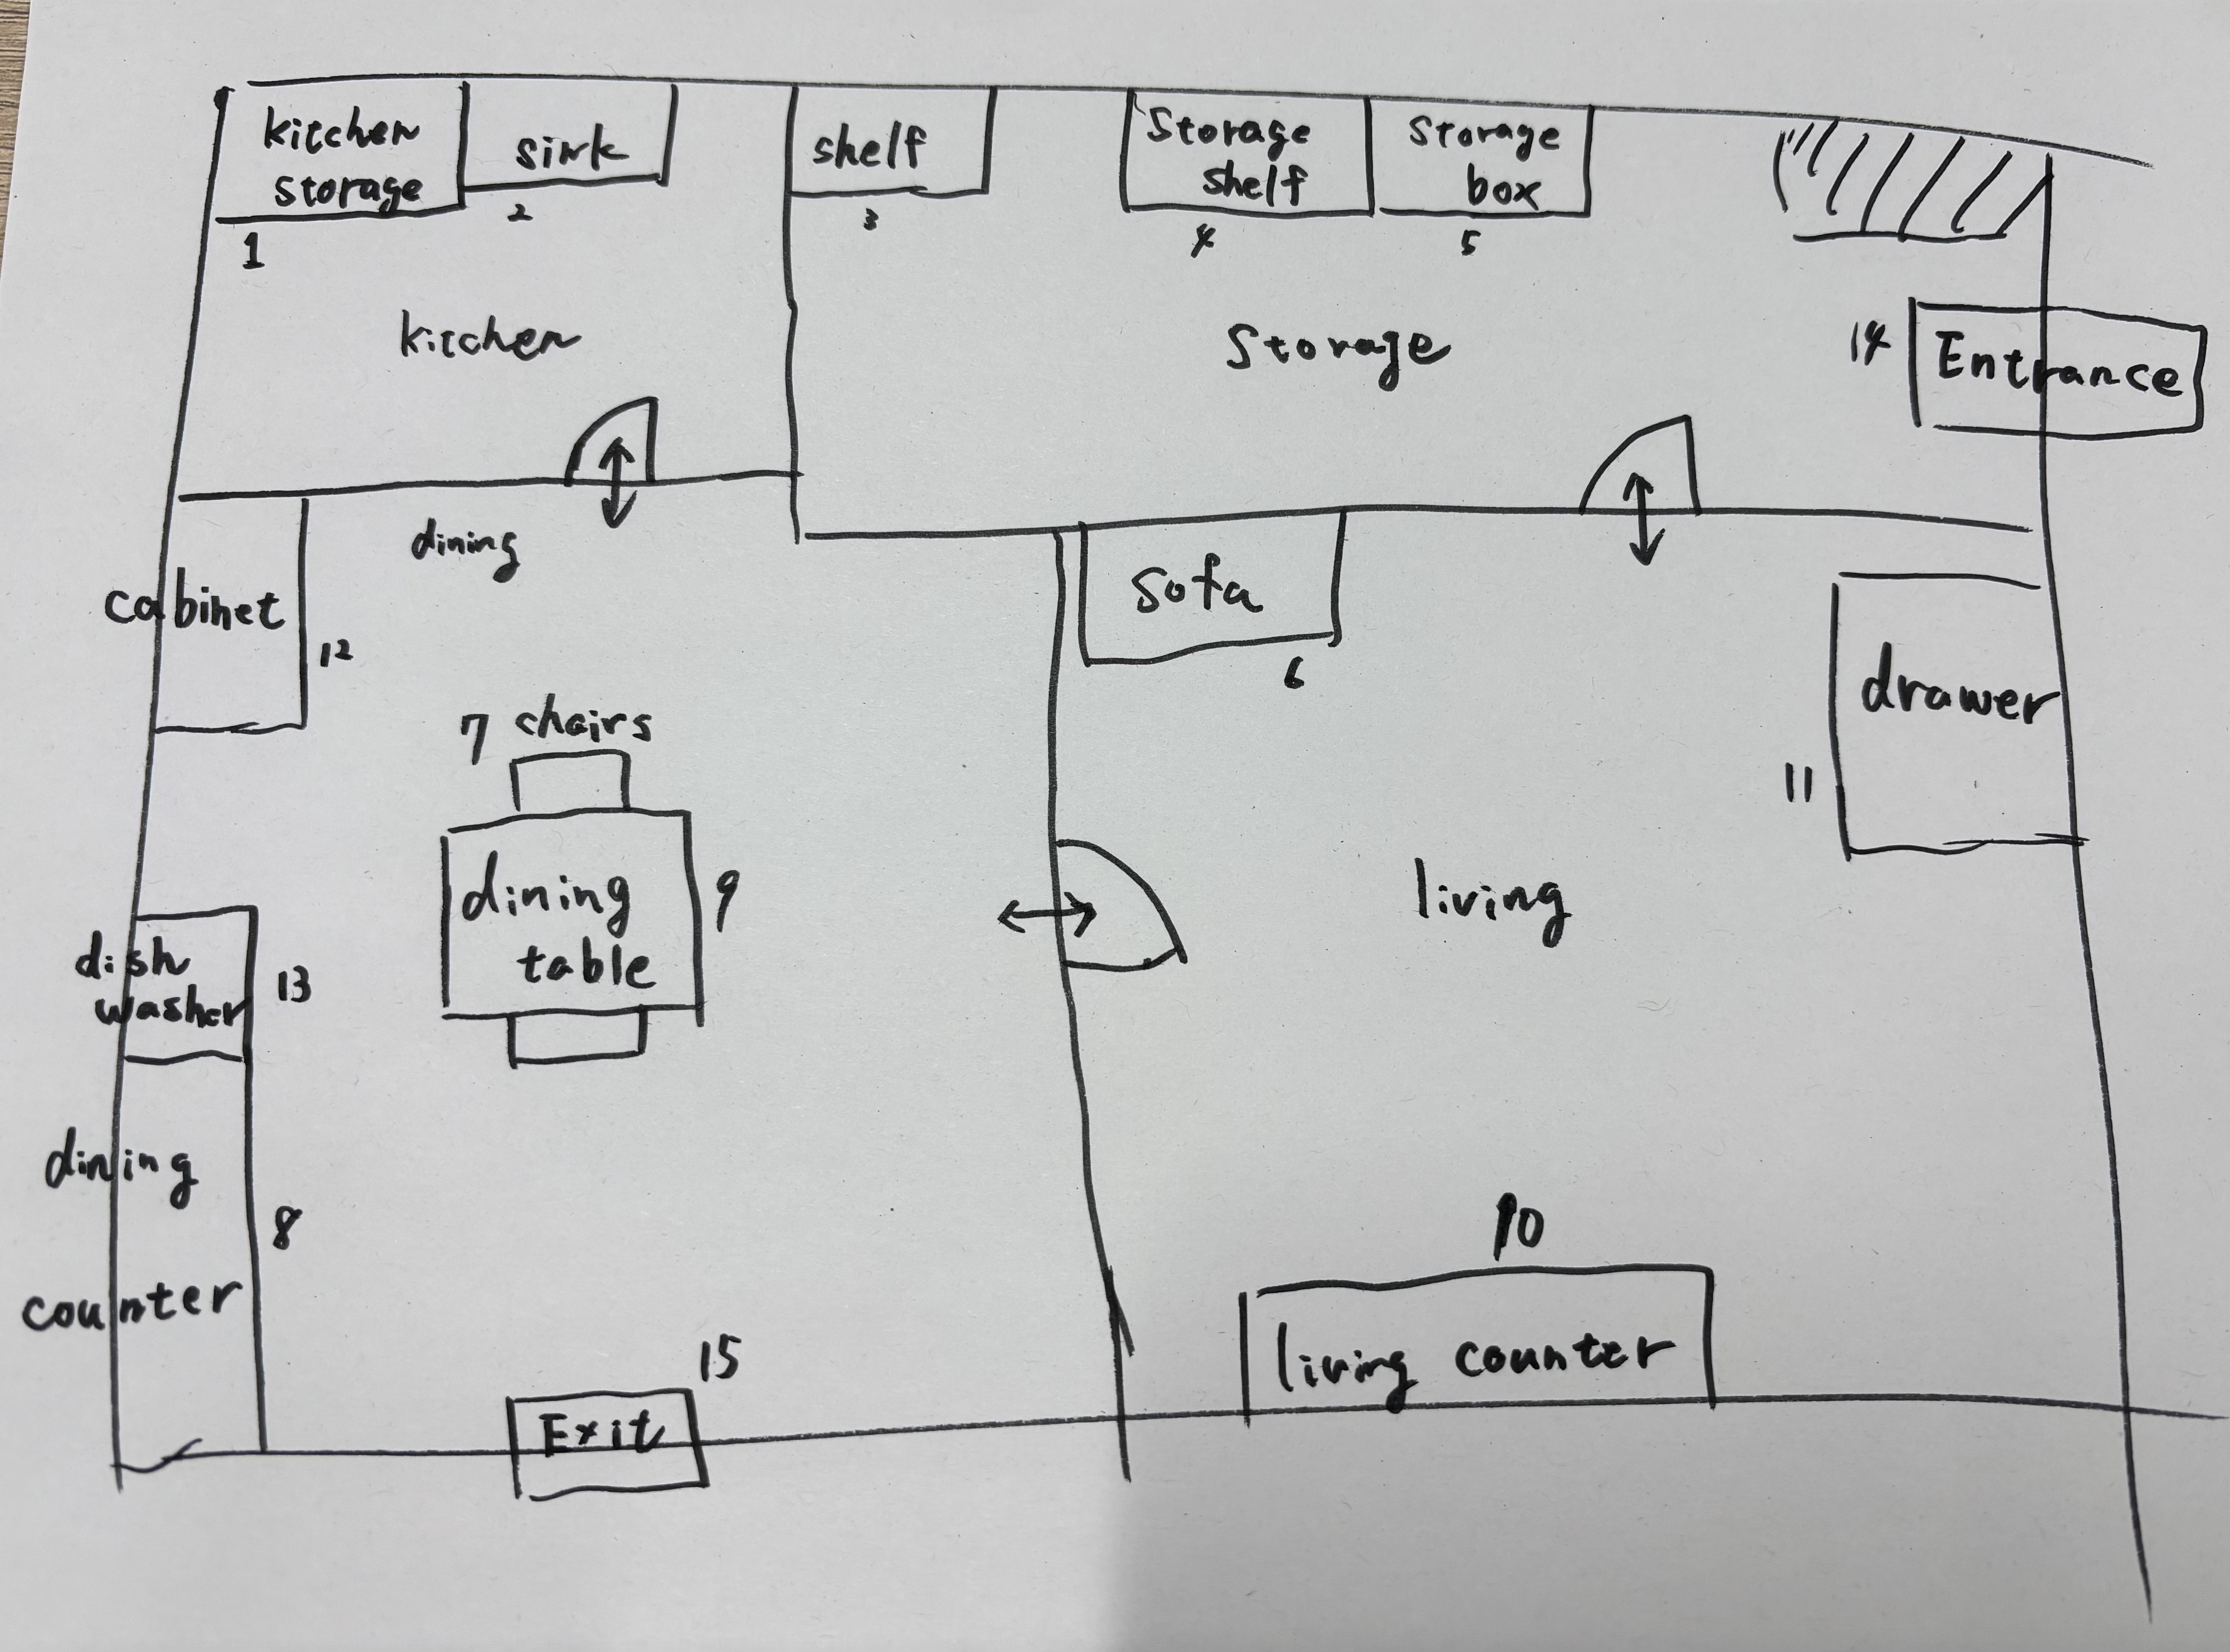 kitchen
storage
1
sink
2
shelf
3
Storage
shelf
4
Storage
box
5
kitchen
Storage
14
Entrance
dining
cabinet
12
sofa
6
drawer
11
7 chairs
dining
table
9
living
dish
washer
13
dining
counter
8
10
living counter
15
Exit